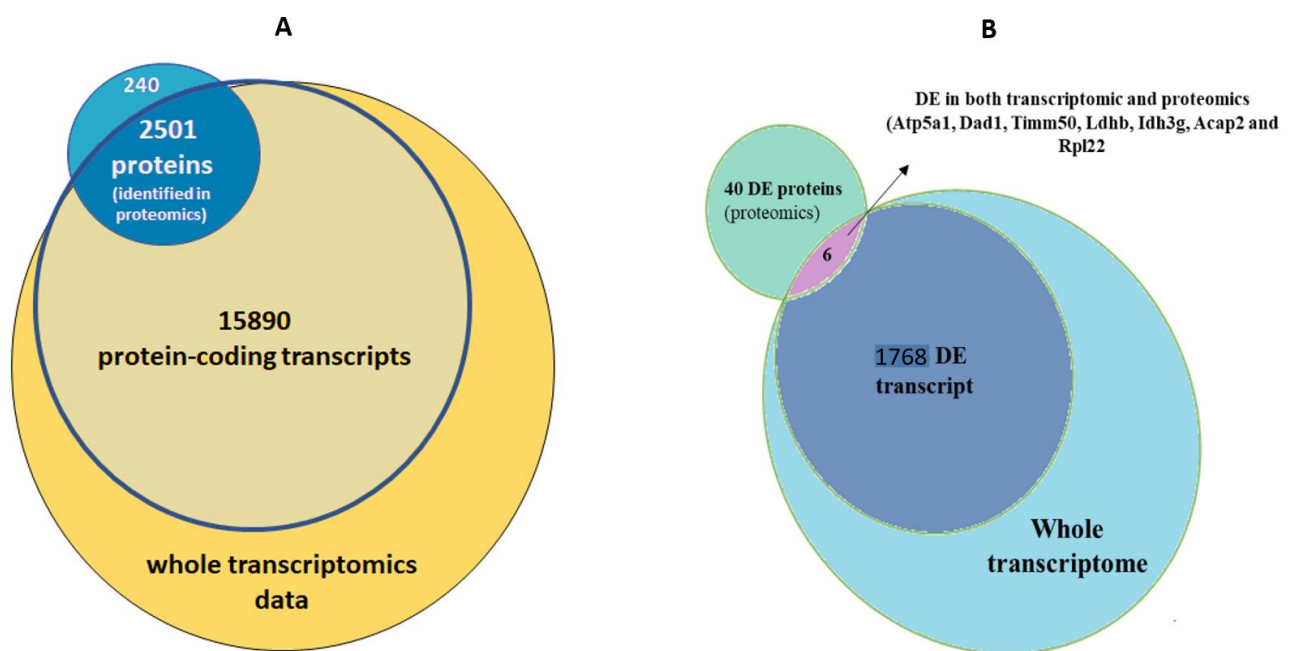 A
240
2501
proteins
(identified in
proteomics)
15890
protein-coding transcripts
whole transcriptomics
data
B
DE in both transcriptomic and proteomics
(Atp5a1, Dad1, Timm50, Ldhb, Idh3g, Acap2 and
Rpl22
40 DE proteins
(proteomics)
6
1768 DE
transcript
Whole
transcriptome